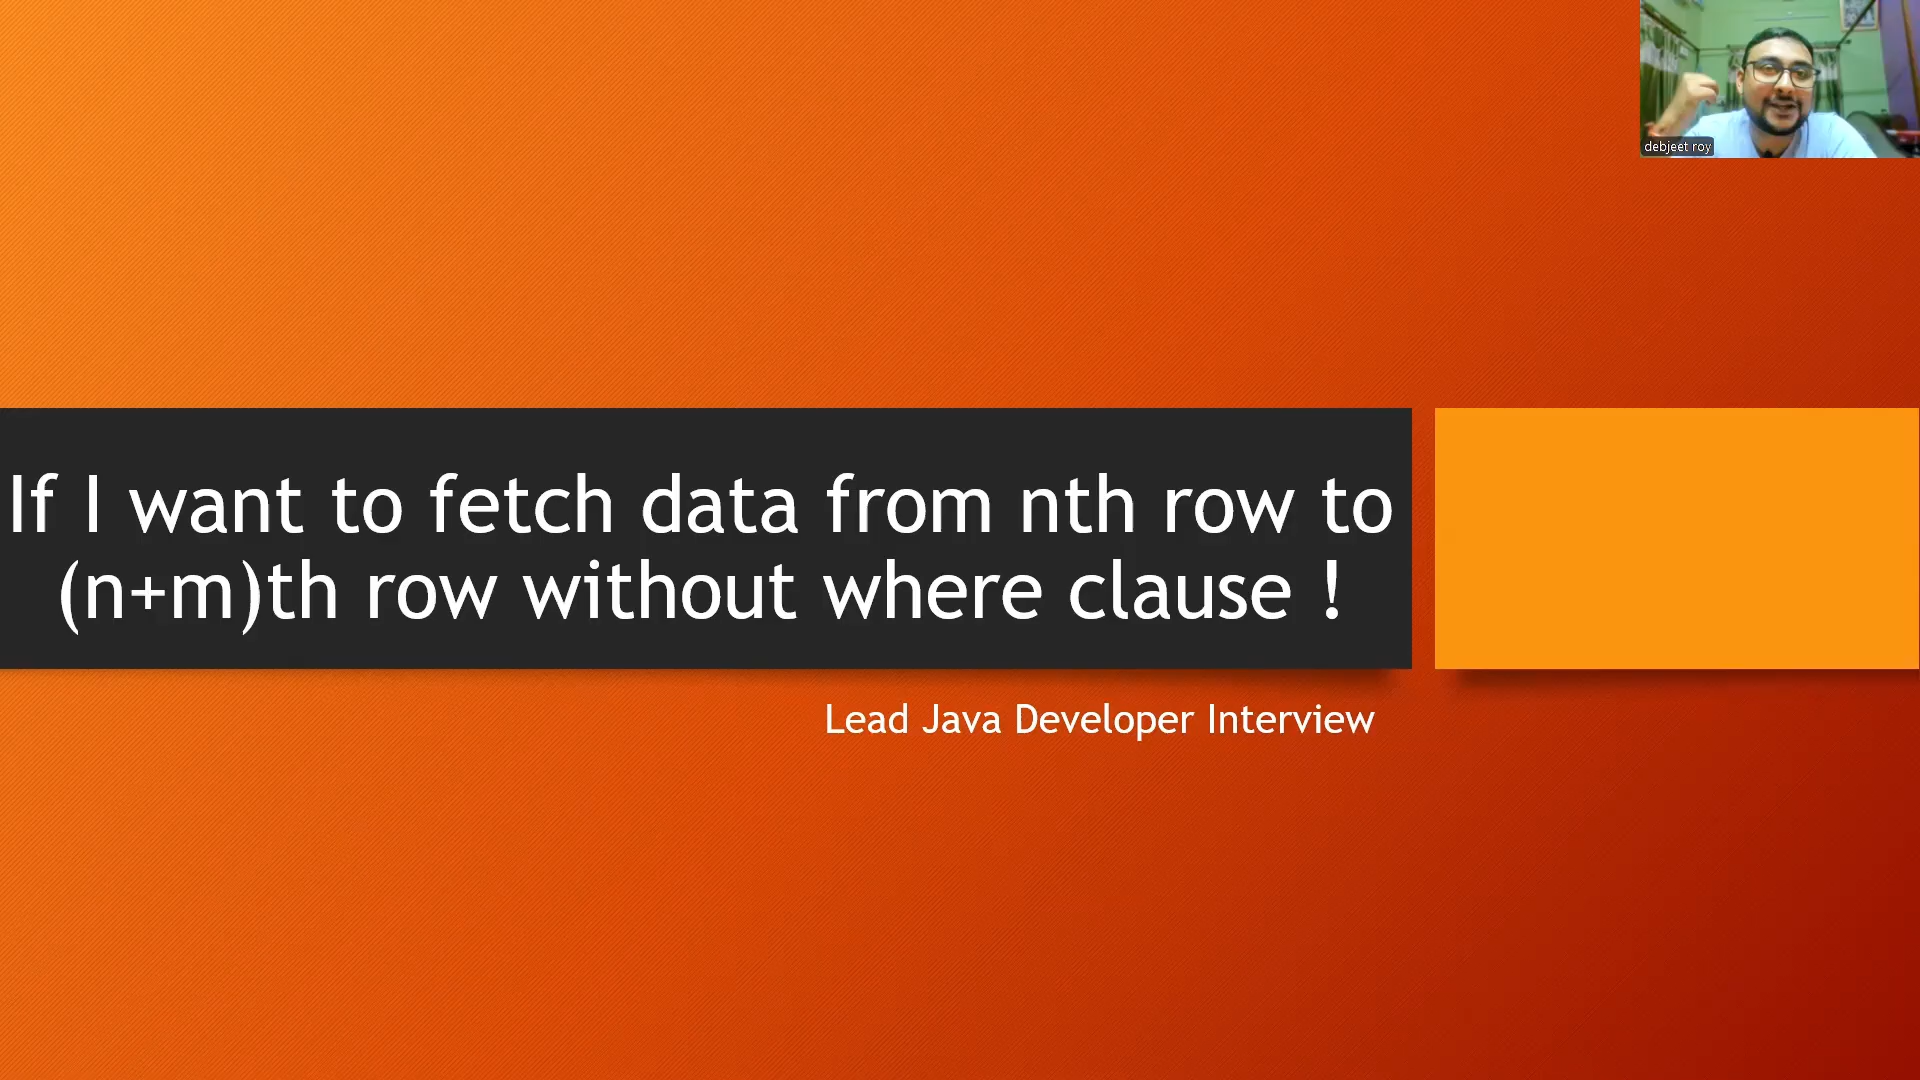 debjeet roy
If I want to fetch data from nth row to
(n+m)th row without where clause !
Lead Java Developer Interview